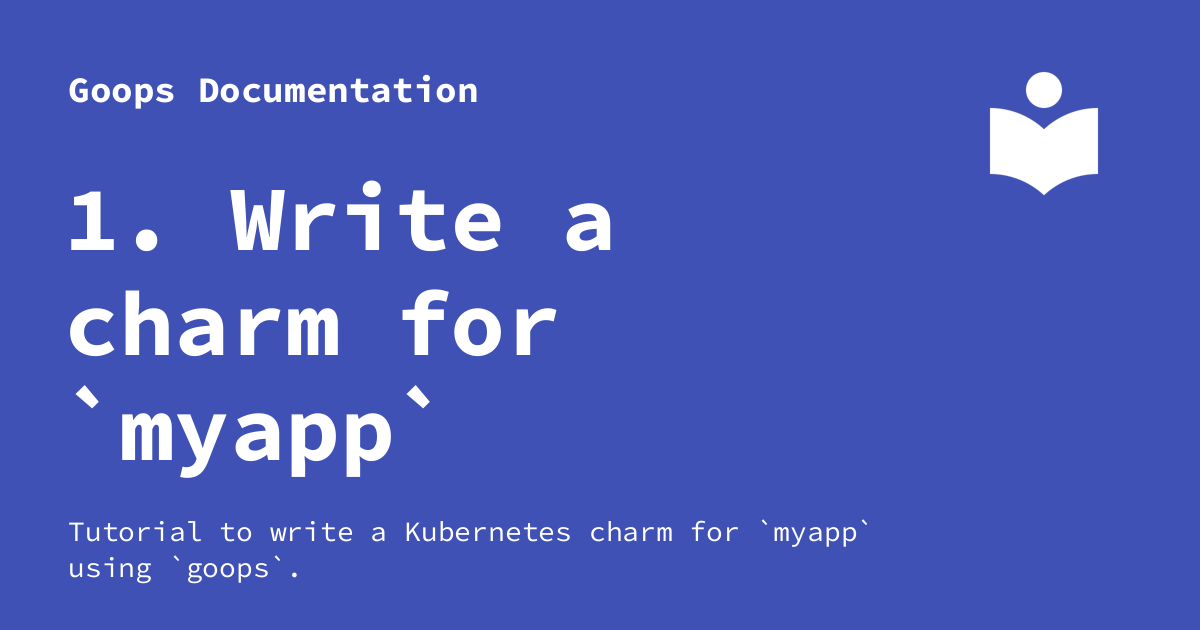 Goops Documentation
1. Write a
charm for
`myapp`
Tutorial to write a Kubernetes charm for `myapp`
using `goops`.